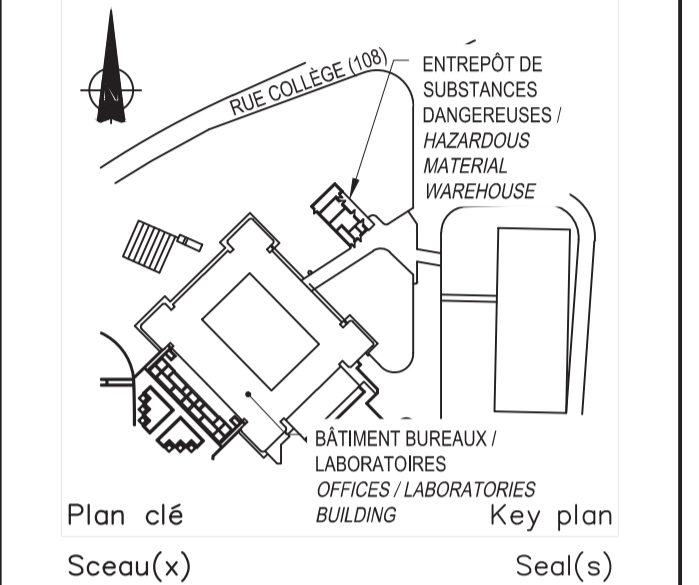 N
RUE COLLÈGE (108)
ENTREPÔT DE
SUBSTANCES
DANGEREUSES /
HAZARDOUS
MATERIAL
WAREHOUSE
BÂTIMENT BUREAUX /
LABORATOIRES
OFFICES / LABORATORIES
BUILDING
Plan clé
Key plan
Sceau(x)
Seal(s)